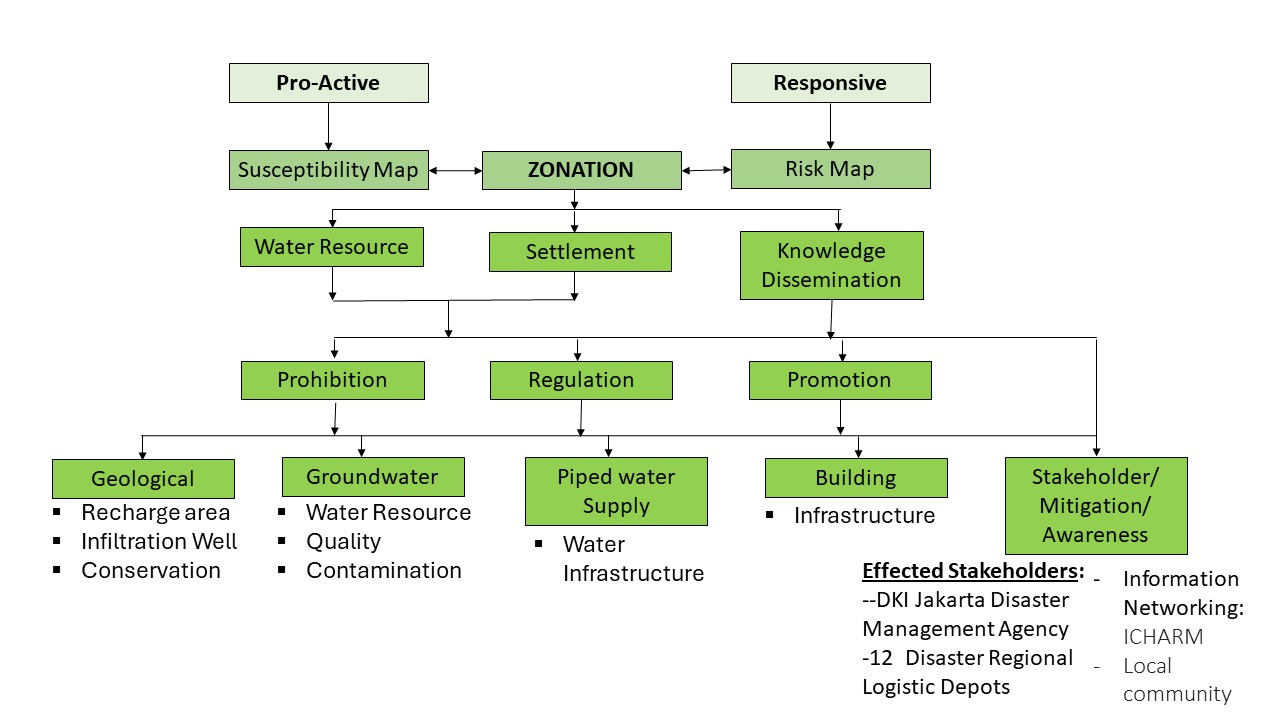 Pro-Active
Responsive
Susceptibility Map
ZONATION
Risk Map
Water Resource
Settlement
Knowledge
Dissemination
Prohibition
Regulation
Promotion
Geological
▪ Recharge area
▪ Infiltration Well
▪ Conservation
Groundwater
▪ Water Resource
▪ Quality
▪ Contamination
Piped water
Supply
▪ Water
Infrastructure
Building
▪ Infrastructure
Stakeholder/
Mitigation/
Awareness
Effected Stakeholders:
--DKI Jakarta Disaster
Management Agency
-12 Disaster Regional
Logistic Depots
- Information
Networking:
ICHARM
- Local
community